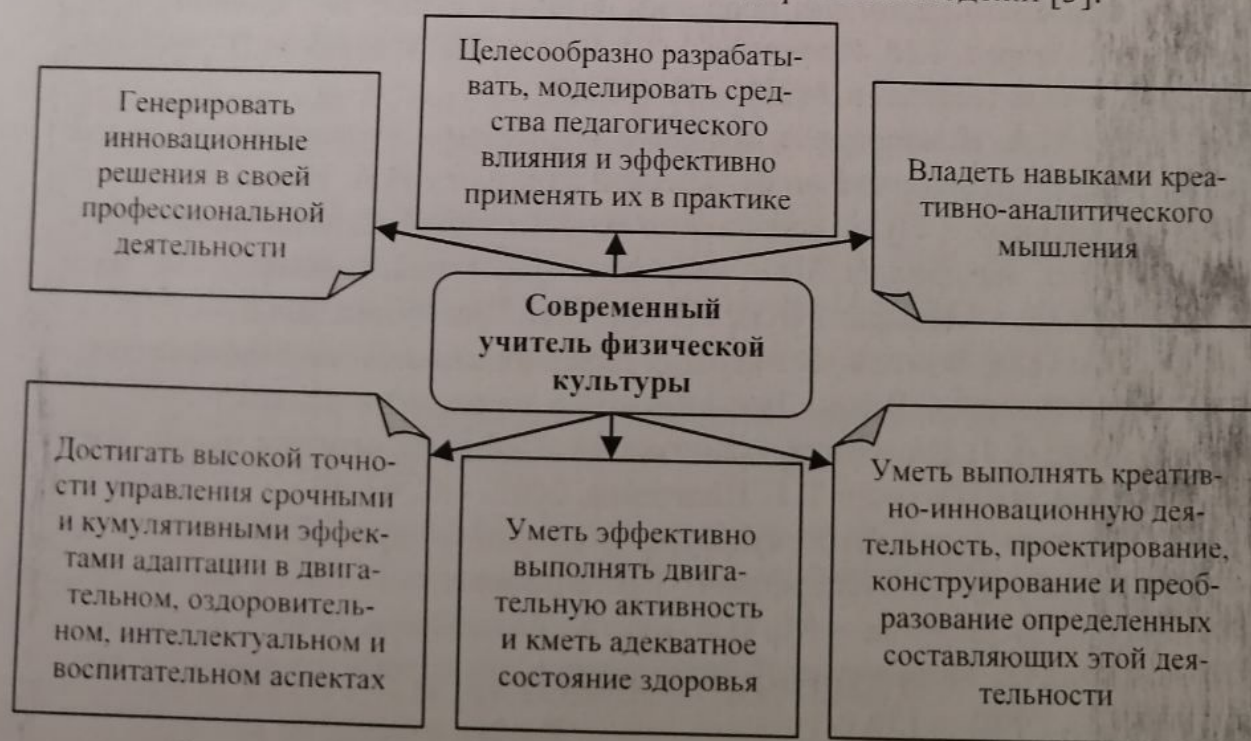 [3].
Генерировать
инновационные
решения в своей
профессиональной
деятельности
Целесообразно разрабаты-
вать, моделировать сред-
ства педагогического
влияния и эффективно
применять их в практике
Владеть навыками креа-
тивно-аналитического
мышления
Современный
учитель физической
культуры
Достигать высокой точно-
сти управления срочными
и кумулятивными эффек-
тами адаптации в двига-
тельном, оздоровитель-
ном, интеллектуальном и
воспитательном аспектах
Уметь эффективно
выполнять двига-
тельную активность
и кметь адекватное
состояние здоровья
Уметь выполнять креатив-
но-инновационную дея-
тельность, проектирование,
конструирование и преоб-
разование определенных
составляющих этой дея-
тельности